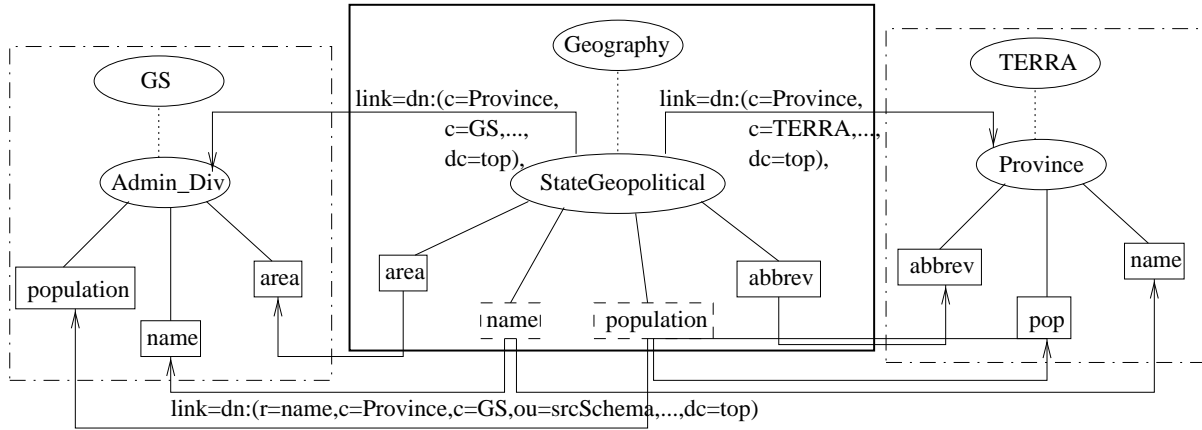 Geography
GS
TERRA
link=dn:(c=Province,
c=GS,...,
dc=top),
link=dn:(c=Province,
c=TERRA,...,
dc=top),
Admin_Div
StateGeopolitical
Province
population
name
area
area
name
population
abbrev
abbrev
pop
name
link=dn:(r=name,c=Province,c=GS,ou=srcSchema,...,dc=top)